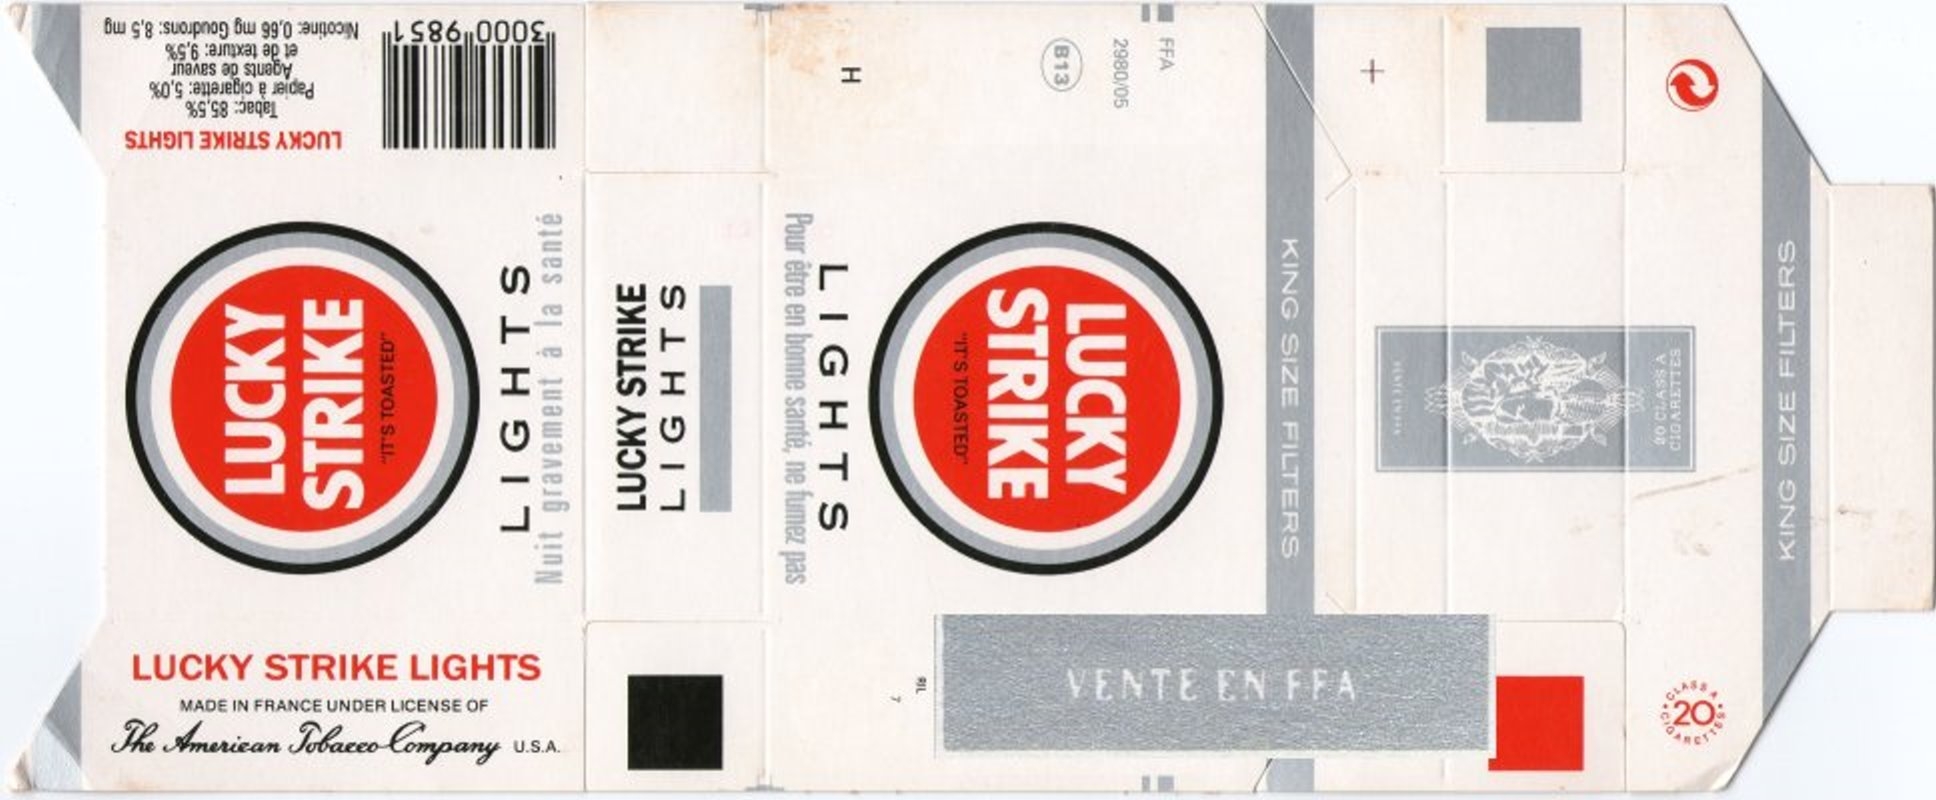 LUCKY STRIKE LIGHTS
Tabac: 85,5%
Papier à cigarette: 5,0%
Agents de saveur
et de texture: 9,5%
Nicotine: 0,66 mg Goudrons: 8,5 mg
3000 9851
LUCKY
STRIKE
"IT'S TOASTED"
LIGHTS
Nuit gravement à la santé
LUCKY STRIKE LIGHTS
MADE IN FRANCE UNDER LICENSE OF
The American Tobacco Company U.S.A.
LUCKY STRIKE
LIGHTS
H
B13
2980/05
FFA
Pour être en bonne santé, ne fumez pas
LIGHTS
LUCKY
STRIKE
"IT'S TOASTED"
RJL
7
KING SIZE FILTERS
VENTE EN FFA
20 CLASS A
CIGARETTES
KING SIZE FILTERS
CLASS A
20
CIGARETTES